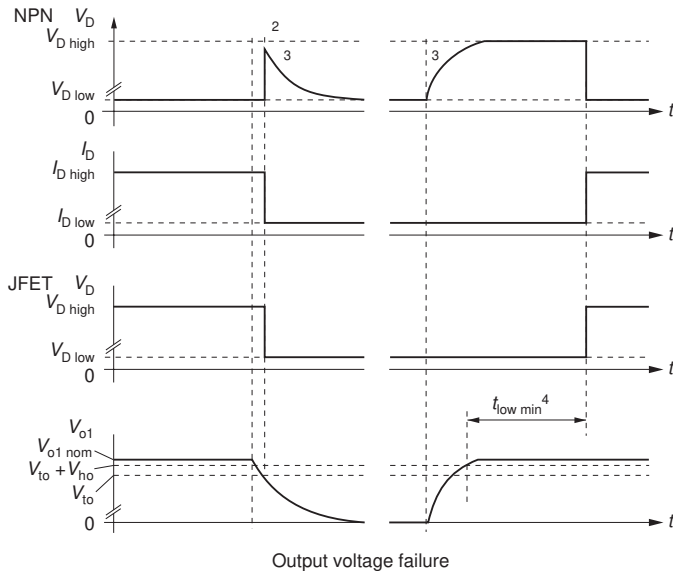 NPN V_D
2
V_D high
3
3
V_D low
0
t
I_D
I_D high
I_D low
0
t
JFET V_D
V_D high
V_D low
0
t
t_low min 4
V_o1
V_o1 nom
V_to + V_ho
V_to
0
t
Output voltage failure